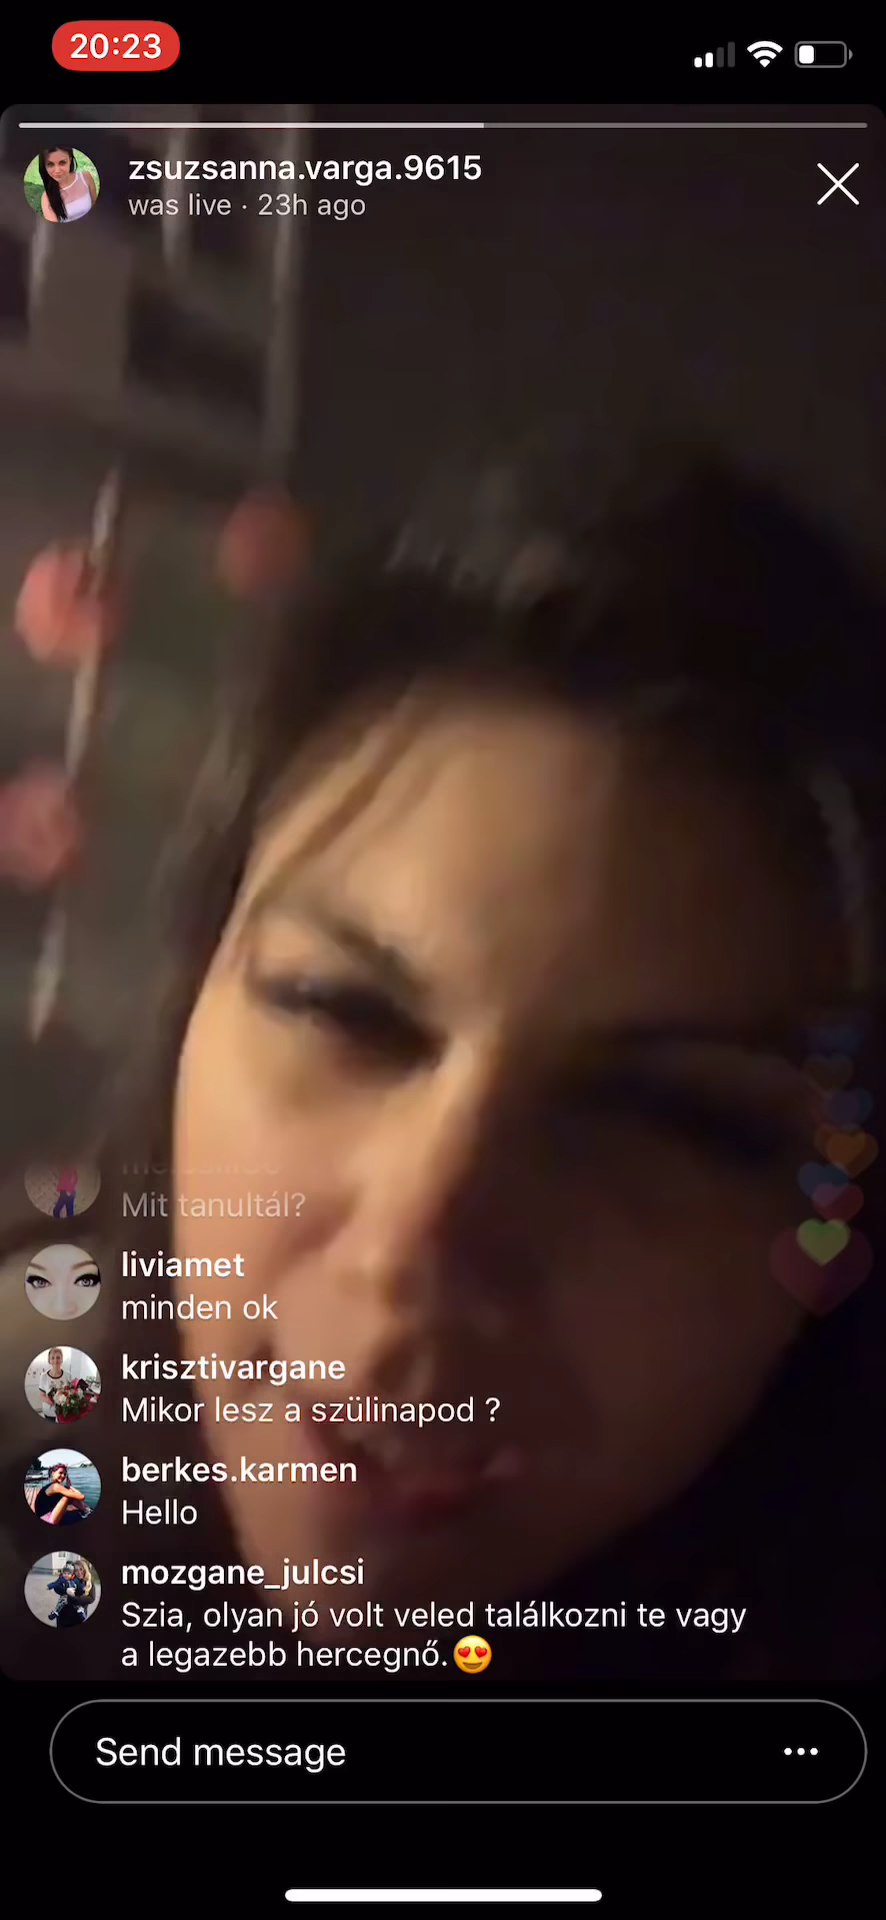 20:23
zsuzsanna.varga.9615
was live · 23h ago
Mit tanultál?
liviamet
minden ok
krisztivargane
Mikor lesz a szülinapod ?
berkes.karmen
Hello
mozgane_julcsi
Szia, olyan jó volt veled találkozni te vagy
a legazebb hercegnő.😍
Send message